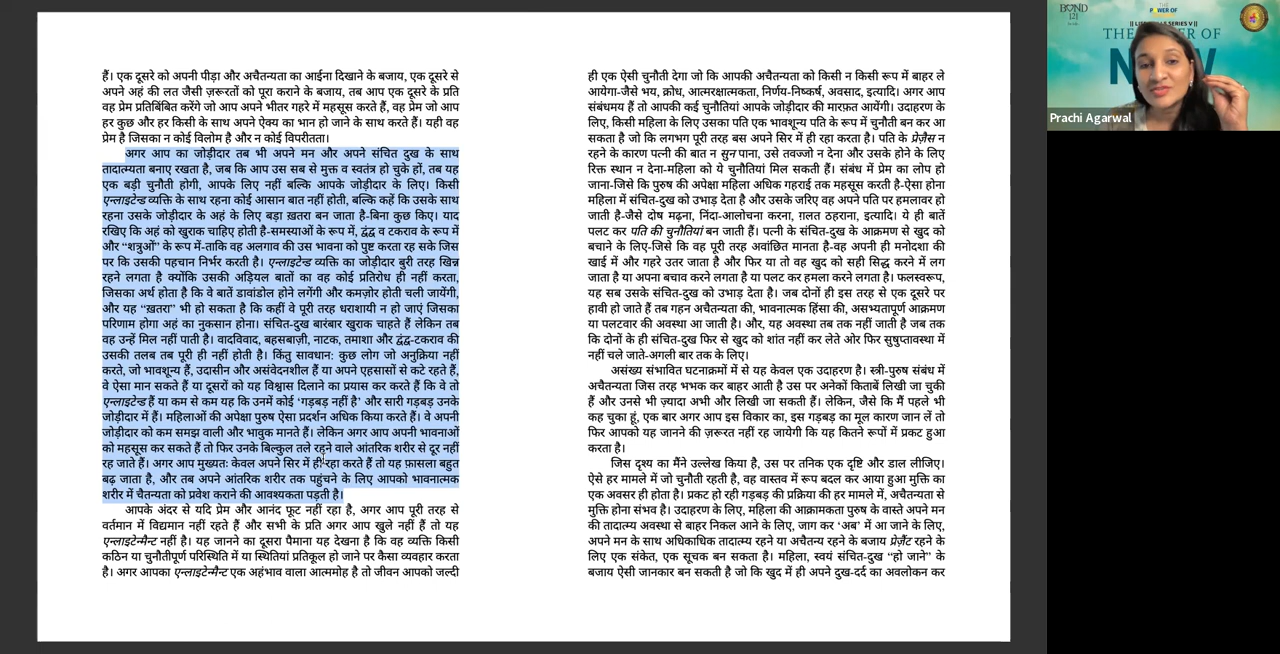 हैं। एक दूसरे को अपनी पीड़ा और अचैतन्यता का आईना दिखाने के बजाय, एक दूसरे से
अपने अहं की लत जैसी ज़रूरतों को पूरा कराने के बजाय, तब आप एक दूसरे के प्रति
वह प्रेम प्रतिबिंबित करेंगे जो आप अपने भीतर गहरे में महसूस करते हैं, वह प्रेम जो आप
हर कुछ और हर किसी के साथ अपने ऐक्य का भान हो जाने के साथ करते हैं। यही वह
प्रेम है जिसका न कोई विलोम है और न कोई विपरीतता।
अगर आप का जोड़ीदार तब भी अपने मन और अपने संचित दुख के साथ
तादात्म्यता बनाए रखता है, जब कि आप उस सब से मुक्त व स्वतंत्र हो चुके हों, तब यह
एक बड़ी चुनौती होगी, आपके लिए नहीं बल्कि आपके जोड़ीदार के लिए। किसी
एन्लाइटेन्ड व्यक्ति के साथ रहना कोई आसान बात नहीं होती, बल्कि कहें कि उसके साथ
रहना उसके जोड़ीदार के अहं के लिए बड़ा ख़तरा बन जाता है-बिना कुछ किए। याद
रखिए कि अहं को खुराक चाहिए होती है-समस्याओं के रूप में, द्वंद्व व टकराव के रूप में
और “शत्रुओं” के रूप में-ताकि वह अलगाव की उस भावना को पुष्ट करता रह सके जिस
पर कि उसकी पहचान निर्भर करती है। एन्लाइटेन्ड व्यक्ति का जोड़ीदार बुरी तरह खिन्न
रहने लगता है क्योंकि उसकी अड़ियल बातों का वह कोई प्रतिरोध ही नहीं करता,
जिसका अर्थ होता है कि वे बातें डावांडोल होने लगेंगी और कमज़ोर होती चली जायेंगी,
और यह “ख़तरा” भी हो सकता है कि कहीं वे पूरी तरह धराशायी न हो जाएं जिसका
परिणाम होगा अहं का नुकसान होना। संचित-दुख बारंबार खुराक चाहते हैं लेकिन तब
वह उन्हें मिल नहीं पाती है। वादविवाद, बहसबाज़ी, नाटक, तमाशा और द्वंद्व-टकराव की
उसकी तलब तब पूरी ही नहीं होती है। किंतु सावधान: कुछ लोग जो अनुक्रिया नहीं
करते, जो भावशून्य हैं, उदासीन और असंवेदनशील हैं या अपने एहसासों से कटे रहते हैं,
वे ऐसा मान सकते हैं या दूसरों को यह विश्वास दिलाने का प्रयास कर करते हैं कि वे तो
एन्लाइटेन्ड हैं या कम से कम यह कि उनमें कोई ‘गड़बड़ नहीं है’ और सारी गड़बड़ उनके
जोड़ीदार में हैं। महिलाओं की अपेक्षा पुरुष ऐसा प्रदर्शन अधिक किया करते हैं। वे अपनी
जोड़ीदार को कम समझ वाली और भावुक मानते हैं। लेकिन अगर आप अपनी भावनाओं
को महसूस कर सकते हैं तो फिर उनके बिल्कुल तले रहने वाले आंतरिक शरीर से दूर नहीं
रह जाते हैं। अगर आप मुख्यतः केवल अपने सिर में ही रहा करते हैं तो यह फ़ासला बहुत
बढ़ जाता है, और तब अपने आंतरिक शरीर तक पहुंचने के लिए आपको भावनात्मक
शरीर में चैतन्यता को प्रवेश कराने की आवश्यकता पड़ती है।
आपके अंदर से यदि प्रेम और आनंद फूट नहीं रहा है, अगर आप पूरी तरह से
वर्तमान में विद्यमान नहीं रहते हैं और सभी के प्रति अगर आप खुले नहीं हैं तो यह
एन्लाइटेन्मैन्ट नहीं है। यह जानने का दूसरा पैमाना यह देखना है कि वह व्यक्ति किसी
कठिन या चुनौतीपूर्ण परिस्थिति में या स्थितियां प्रतिकूल हो जाने पर कैसा व्यवहार करता
है। अगर आपका एन्लाइटेन्मैन्ट एक अहंभाव वाला आत्ममोह है तो जीवन आपको जल्दी
ही एक ऐसी चुनौती देगा जो कि आपकी अचैतन्यता को किसी न किसी रूप में बाहर ले
आयेगा-जैसे भय, क्रोध, आत्मरक्षात्मकता, निर्णय-निष्कर्ष, अवसाद, इत्यादि। अगर आप
संबंधमय हैं तो आपकी कई चुनौतियां आपके जोड़ीदार की मारफ़त आयेंगी। उदाहरण के
लिए, किसी महिला के लिए उसका पति एक भावशून्य पति के रूप में चुनौती बन कर आ
सकता है जो कि लगभग पूरी तरह बस अपने सिर में ही रहा करता है। पति के प्रेज़ैंस न
रहने के कारण पत्नी की बात न सुन पाना, उसे तवज्जो न देना और उसके होने के लिए
रिक्त स्थान न देना-महिला को ये चुनौतियां मिल सकती हैं। संबंध में प्रेम का लोप हो
जाना-जिसे कि पुरुष की अपेक्षा महिला अधिक गहराई तक महसूस करती है-ऐसा होना
महिला में संचित-दुख को उभाड़ देता है और उसके जरिए वह अपने पति पर हमलावर हो
जाती है-जैसे दोष मढ़ना, निंदा-आलोचना करना, ग़लत ठहराना, इत्यादि। ये ही बातें
पलट कर पति की चुनौतियां बन जाती हैं। पत्नी के संचित-दुख के आक्रमण से खुद को
बचाने के लिए-जिसे कि वह पूरी तरह अवांछित मानता है-वह अपनी ही मनोदशा की
खाई में और गहरे उतर जाता है और फिर या तो वह खुद को सही सिद्ध करने में लग
जाता है या अपना बचाव करने लगता है या पलट कर हमला करने लगता है। फलस्वरूप,
यह सब उसके संचित-दुख को उभाड़ देता है। जब दोनों ही इस तरह से एक दूसरे पर
हावी हो जाते हैं तब गहन अचैतन्यता की, भावनात्मक हिंसा की, असभ्यतापूर्ण आक्रमण
या पलटवार की अवस्था आ जाती है। और, यह अवस्था तब तक नहीं जाती है जब तक
कि दोनों के ही संचित-दुख फिर से खुद को शांत नहीं कर लेते ओर फिर सुषुप्तावस्था में
नहीं चले जाते-अगली बार तक के लिए।
असंख्य संभावित घटनाक्रमों में से यह केवल एक उदाहरण है। स्त्री-पुरुष संबंध में
अचैतन्यता जिस तरह भभक कर बाहर आती है उस पर अनेकों किताबें लिखी जा चुकी
हैं और उनसे भी ज़्यादा अभी और लिखी जा सकती हैं। लेकिन, जैसे कि मैं पहले भी
कह चुका हूं, एक बार अगर आप इस विकार का, इस गड़बड़ का मूल कारण जान लें तो
फिर आपको यह जानने की ज़रूरत नहीं रह जायेगी कि यह कितने रूपों में प्रकट हुआ
करता है।
जिस दृश्य का मैंने उल्लेख किया है, उस पर तनिक एक दृष्टि और डाल लीजिए।
ऐसे हर मामले में जो चुनौती रहती है, वह वास्तव में रूप बदल कर आया हुआ मुक्ति का
एक अवसर ही होता है। प्रकट हो रही गड़बड़ की प्रक्रिया की हर मामले में, अचैतन्यता से
मुक्ति होना संभव है। उदाहरण के लिए, महिला की आक्रामकता पुरुष के वास्ते अपने मन
की तादात्म्य अवस्था से बाहर निकल आने के लिए, जाग कर ‘अब’ में आ जाने के लिए,
अपने मन के साथ अधिकाधिक तादात्म्य रहने या अचैतन्य रहने के बजाय प्रेज़ैंट रहने के
लिए एक संकेत, एक सूचक बन सकता है। महिला, स्वयं संचित-दुख “हो जाने” के
बजाय ऐसी जानकार बन सकती है जो कि खुद में ही अपने दुख-दर्द का अवलोकन कर
BOND
THE
POWER OF
THE POWER OF
Prachi Agarwal